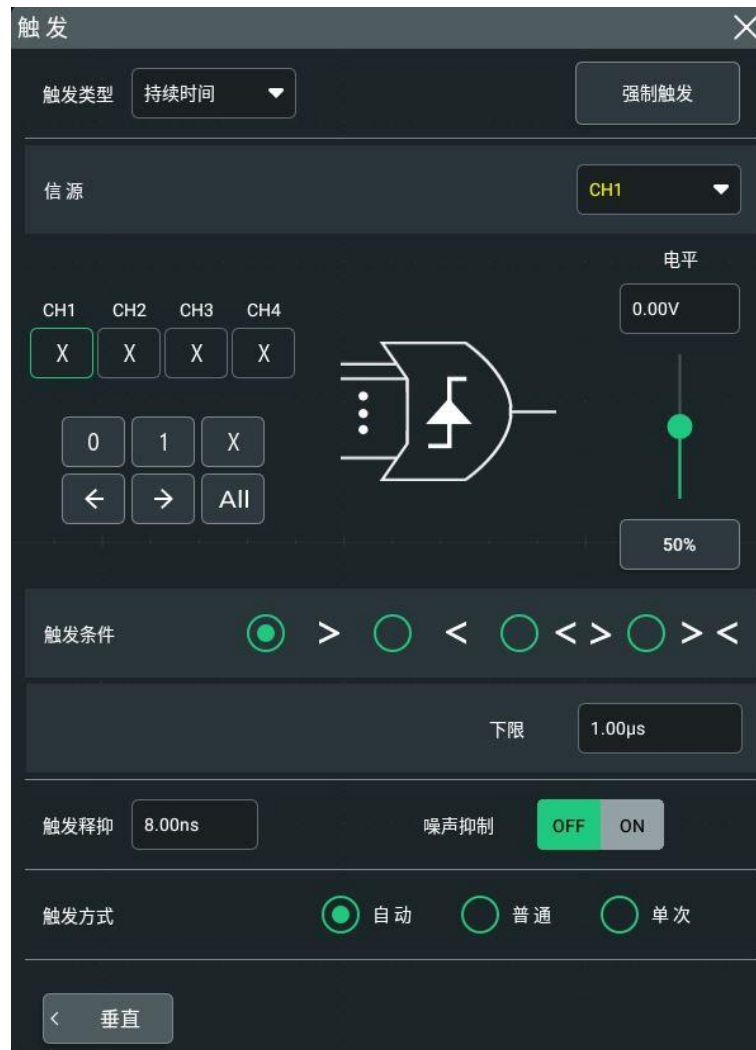 触发
触发类型 持续时间 强制触发
信源 CH1
电平
CH1 CH2 CH3 CH4 0.00V
X X X X
0 1 X
← → All
50%
触发条件 > < < > > <
下限 1.00μs
触发释抑 8.00ns 噪声抑制 OFF ON
触发方式 自动 普通 单次
< 垂直